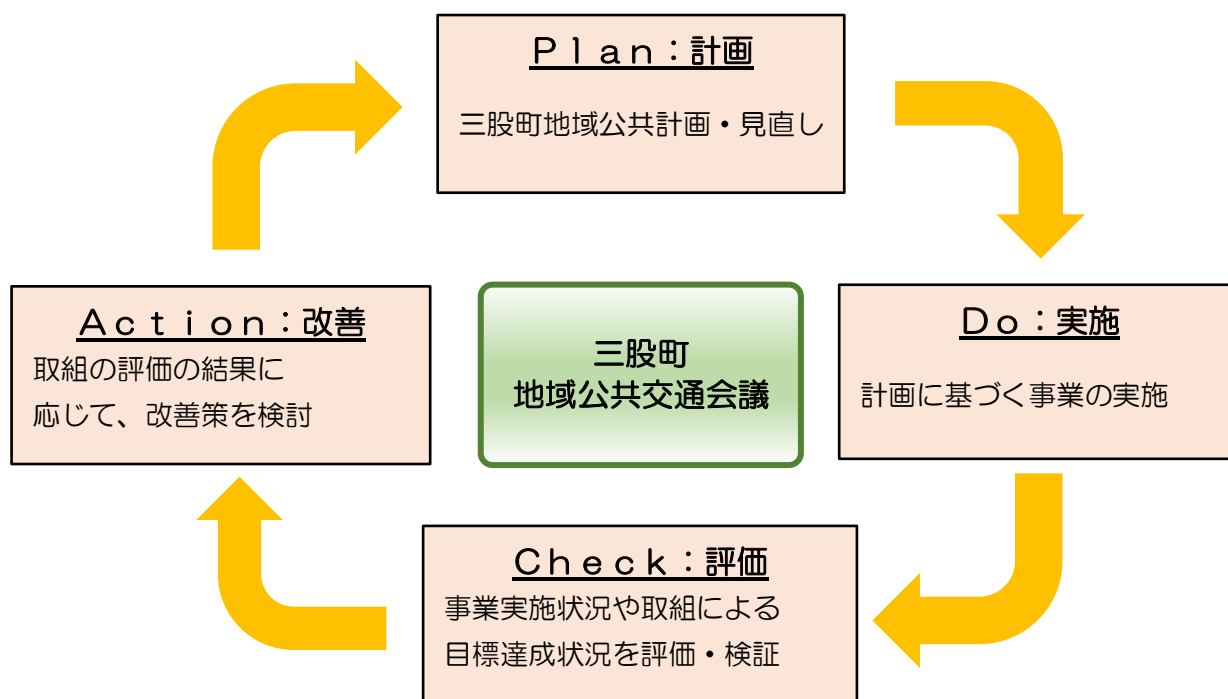 Ｐｌａｎ：計画
三股町地域公共計画・見直し
Ａｃｔｉｏｎ：改善
取組の評価の結果に
応じて、改善策を検討
三股町
地域公共交通会議
Ｄｏ：実施
計画に基づく事業の実施
Ｃｈｅｃｋ：評価
事業実施状況や取組による
目標達成状況を評価・検証